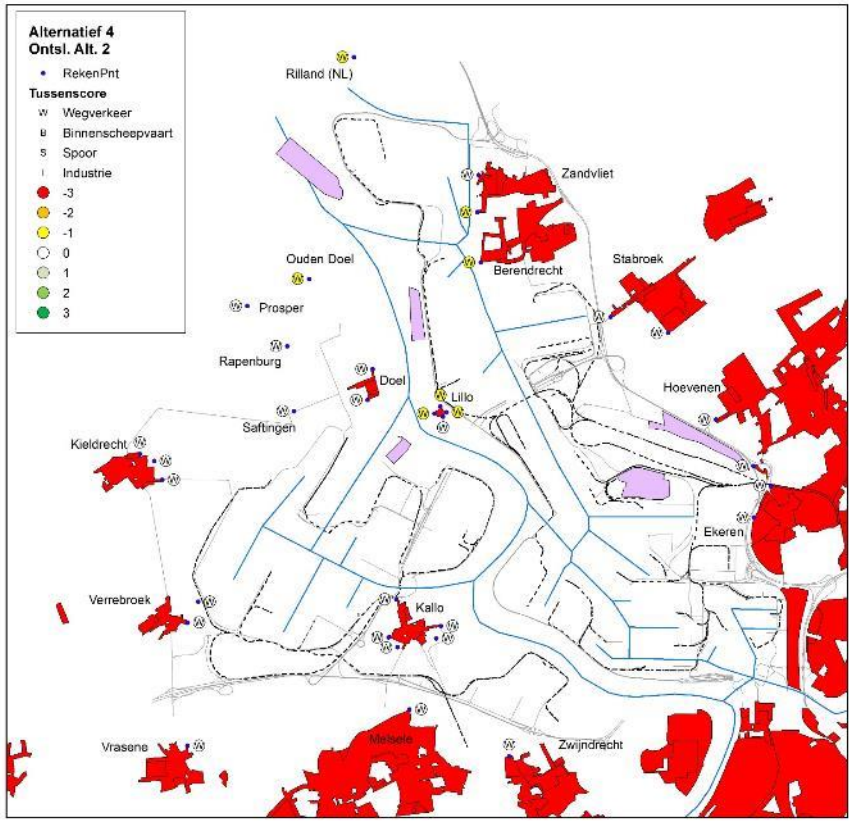 Alternatief 4
Ontsl. Alt. 2
RekenPnt
Tussenscore
W Wegverkeer
B Binnenscheepvaart
S Spoor
I Industrie
-3
-2
-1
0
1
2
3
W
Rilland (NL)
W
Zandvliet
W
W
Berendrecht
Stabroek
Ouden Doel
W
W
Prosper
W
W
W
Rapenburg
W
Doel
W
W
Lillo
W
W
W
Hoevenen
W
W
Saftingen
Kieldrecht
W
W
W
W
W
W
Ekeren
Verrebroek
W
W
W
Kallo
W
W
W
W
W
Melsele
Vrasene
W
W
Zwijndrecht